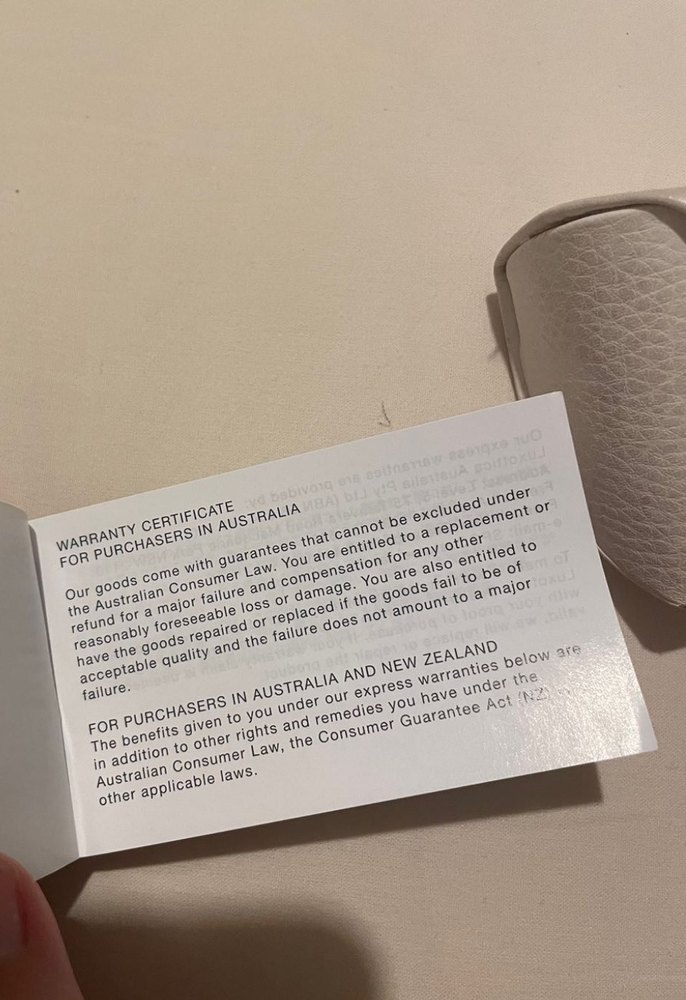 WARRANTY CERTIFICATE
FOR PURCHASERS IN AUSTRALIA
Our goods come with guarantees that cannot be excluded under
the Australian Consumer Law. You are entitled to a replacement or
refund for a major failure and compensation for any other
reasonably foreseeable loss or damage. You are also entitled to
have the goods repaired or replaced if the goods fail to be of
acceptable quality and the failure does not amount to a major
failure.
FOR PURCHASERS IN AUSTRALIA AND NEW ZEALAND
The benefits given to you under our express warranties below are
in addition to other rights and remedies you have under the
Australian Consumer Law, the Consumer Guarantee Act (NZ)
other applicable laws.